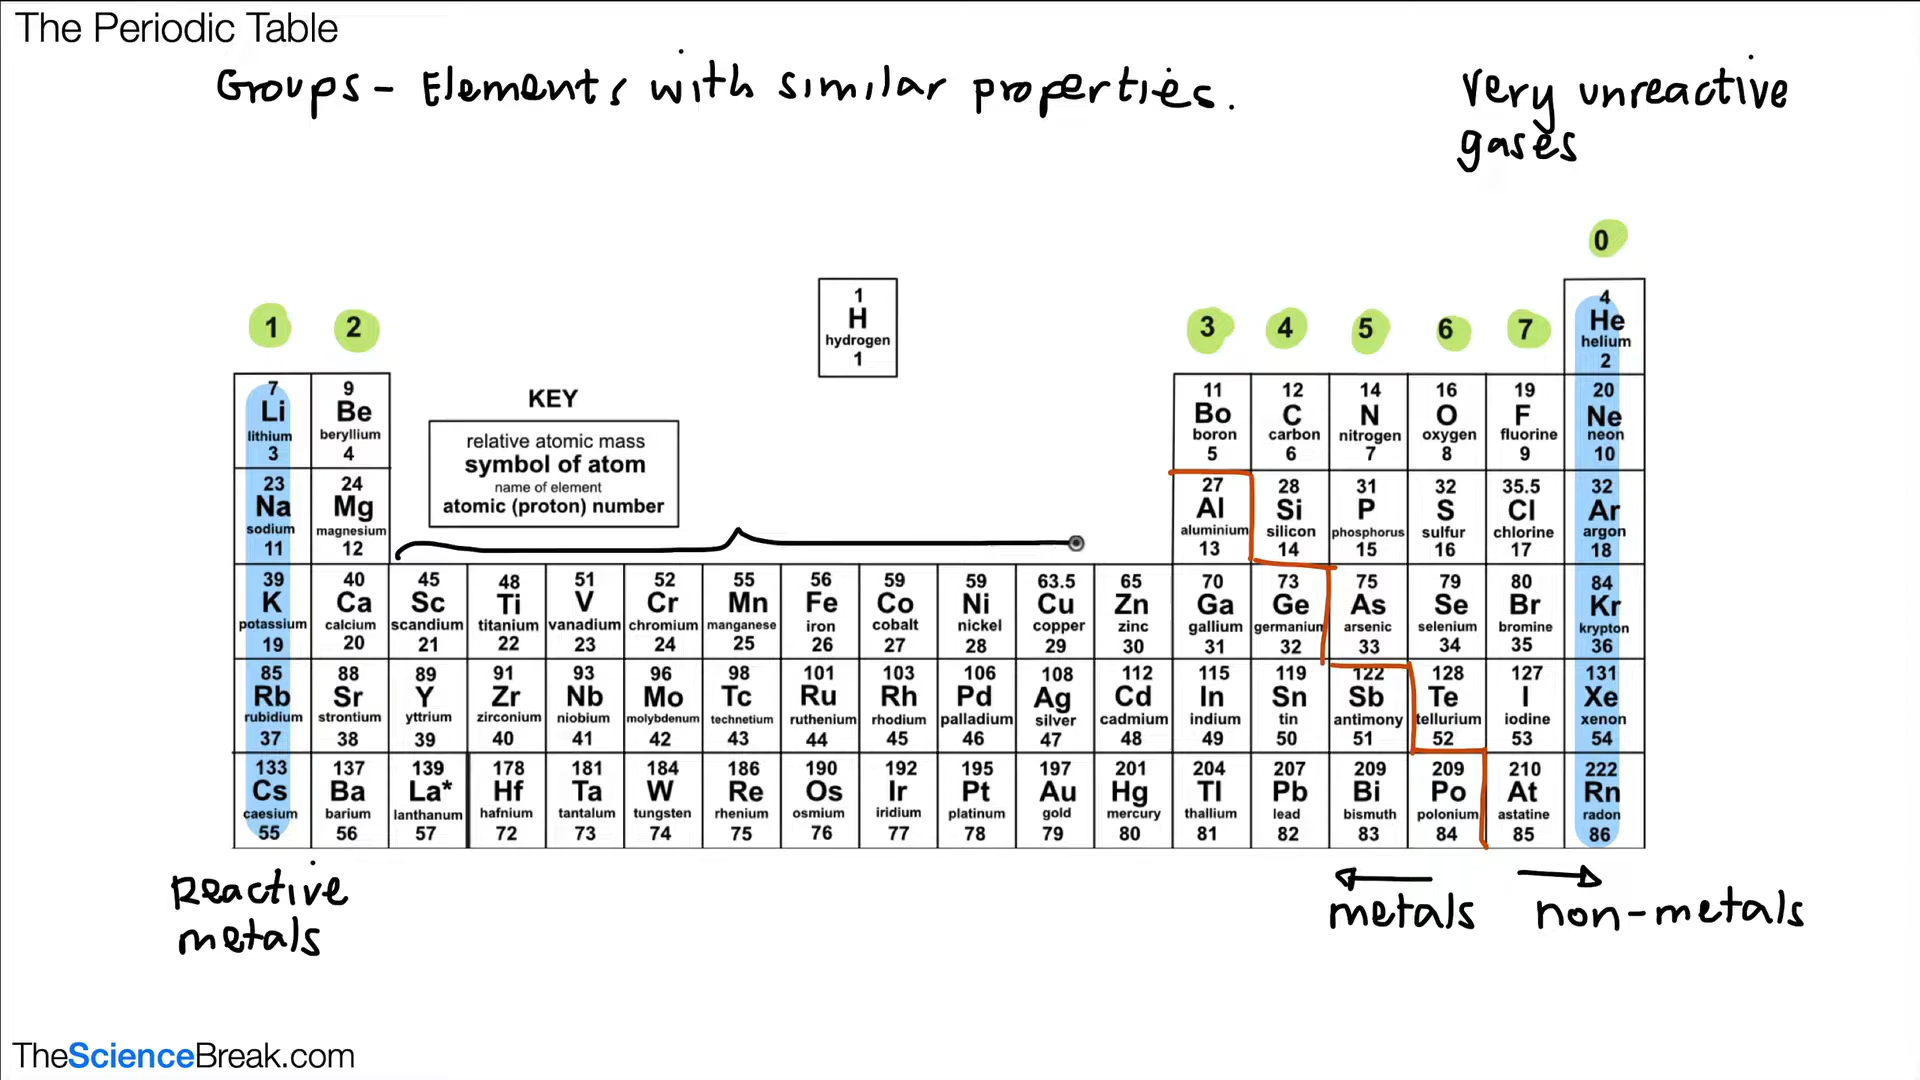 The Periodic Table
Groups - Elements with similar properties.
very unreactive
gases
0
1 2 3 4 5 6 7
1
H
hydrogen
1
4
He
helium
2
KEY
relative atomic mass
symbol of atom
name of element
atomic (proton) number
7 9 11 12 14 16 19 20
Li Be Bo C N O F Ne
lithium beryllium boron carbon nitrogen oxygen fluorine neon
3 4 5 6 7 8 9 10
23 24 27 28 31 32 35.5 32
Na Mg Al Si P S Cl Ar
sodium magnesium aluminium silicon phosphorus sulfur chlorine argon
11 12 13 14 15 16 17 18
39 40 45 48 51 52 55 56 59 59 63.5 65 70 73 75 79 80 84
K Ca Sc Ti V Cr Mn Fe Co Ni Cu Zn Ga Ge As Se Br Kr
potassium calcium scandium titanium vanadium chromium manganese iron cobalt nickel copper zinc gallium germanium arsenic selenium bromine krypton
19 20 21 22 23 24 25 26 27 28 29 30 31 32 33 34 35 36
85 88 89 91 93 96 98 101 103 106 108 112 115 119 122 128 127 131
Rb Sr Y Zr Nb Mo Tc Ru Rh Pd Ag Cd In Sn Sb Te I Xe
rubidium strontium yttrium zirconium niobium molybdenum technetium ruthenium rhodium palladium silver cadmium indium tin antimony tellurium iodine xenon
37 38 39 40 41 42 43 44 45 46 47 48 49 50 51 52 53 54
133 137 139 178 181 184 186 190 192 195 197 201 204 207 209 209 210 222
Cs Ba La* Hf Ta W Re Os Ir Pt Au Hg Tl Pb Bi Po At Rn
caesium barium lanthanum hafnium tantalum tungsten rhenium osmium iridium platinum gold mercury thallium lead bismuth polonium astatine radon
55 56 57 72 73 74 75 76 77 78 79 80 81 82 83 84 85 86
Reactive
metals
metals non-metals
TheScienceBreak.com